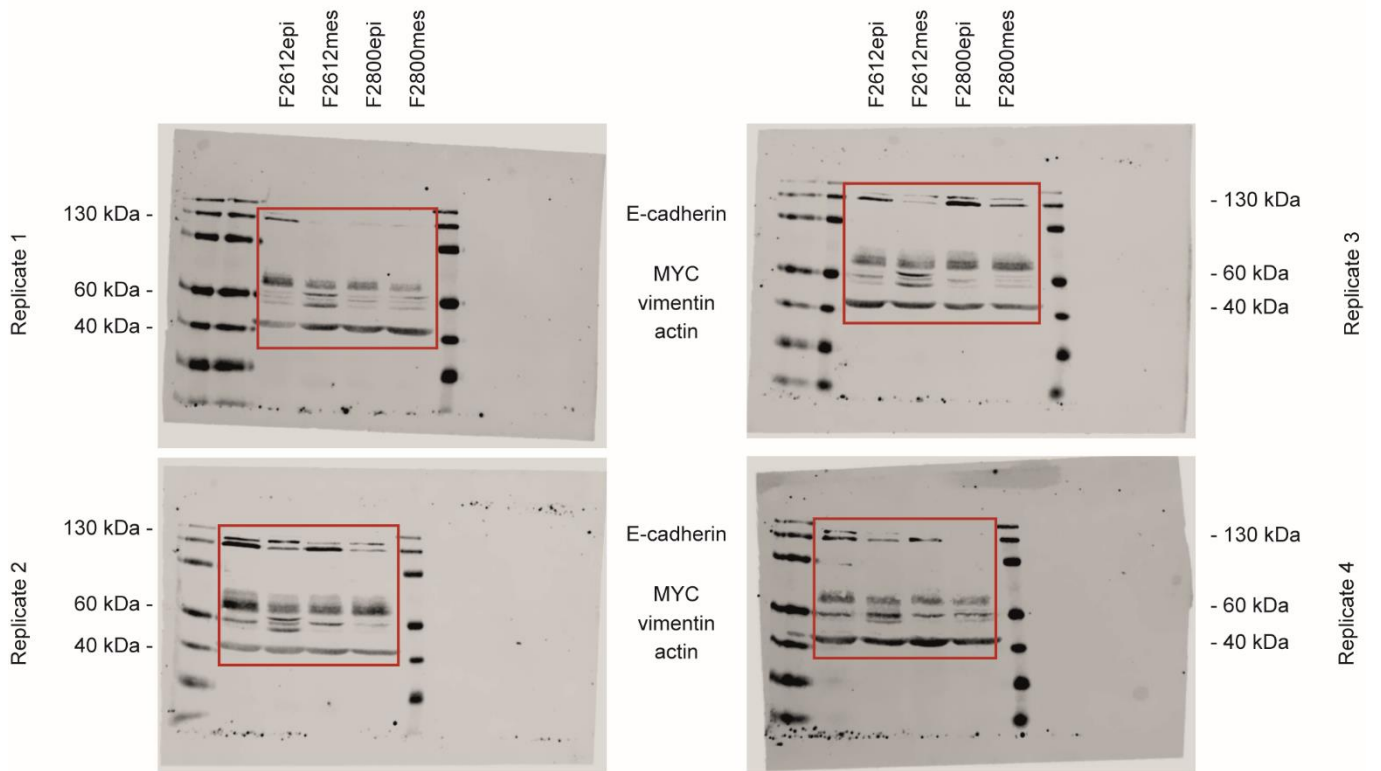 F2612epi
F2612mes
F2800epi
F2800mes
F2612epi
F2612mes
F2800epi
F2800mes
Replicate 1
130 kDa -
60 kDa -
40 kDa -
E-cadherin
MYC
vimentin
actin
- 130 kDa
- 60 kDa
- 40 kDa
Replicate 3
Replicate 2
130 kDa -
60 kDa -
40 kDa -
E-cadherin
MYC
vimentin
actin
- 130 kDa
- 60 kDa
- 40 kDa
Replicate 4